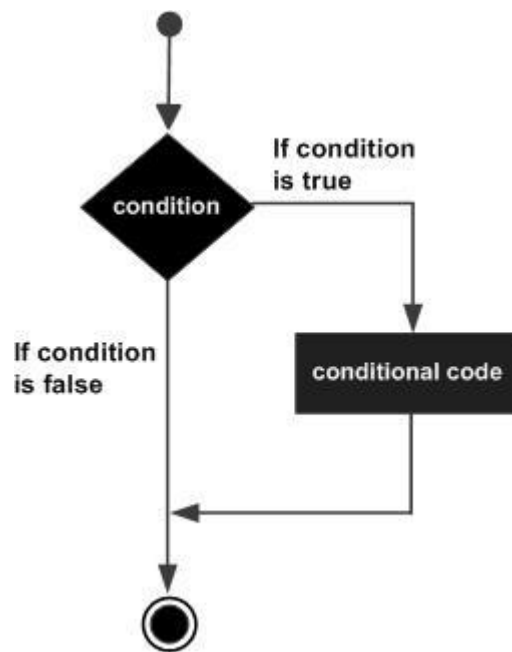 If condition
is true
condition
If condition
is false
conditional code